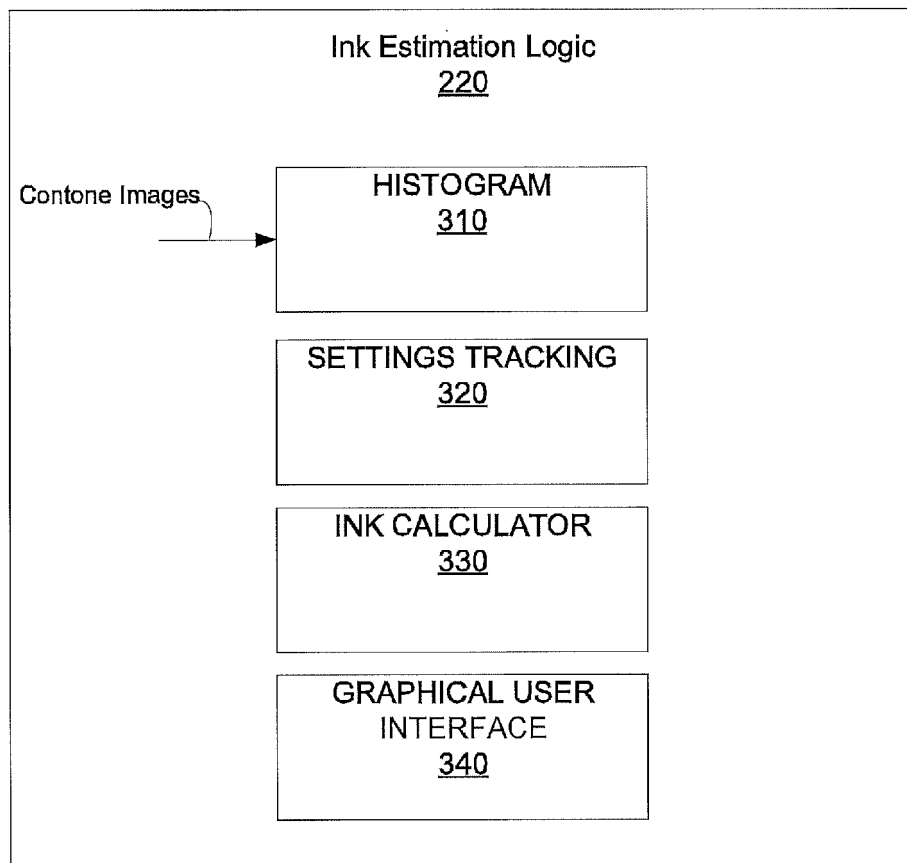 Ink Estimation Logic
220
Contone Images
HISTOGRAM
310
SETTINGS TRACKING
320
INK CALCULATOR
330
GRAPHICAL USER
INTERFACE
340